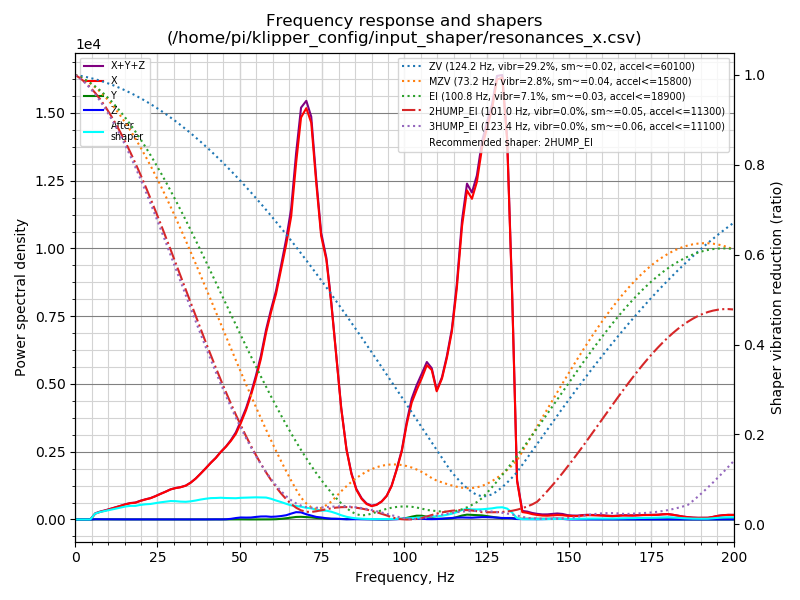 Frequency response and shapers
(/home/pi/klipper_config/input_shaper/resonances_x.csv)
1e4
X+Y+Z
X
Y
Z
After
shaper
ZV (124.2 Hz, vibr=29.2%, sm~=0.02, accel<=60100)
MZV (73.2 Hz, vibr=2.8%, sm~=0.04, accel<=15800)
EI (100.8 Hz, vibr=7.1%, sm~=0.03, accel<=18900)
2HUMP_EI (101.0 Hz, vibr=0.0%, sm~=0.05, accel<=11300)
3HUMP_EI (123.4 Hz, vibr=0.0%, sm~=0.06, accel<=11100)
Recommended shaper: 2HUMP_EI
Power spectral density
1.50
1.25
1.00
0.75
0.50
0.25
0.00
Shaper vibration reduction (ratio)
1.0
0.8
0.6
0.4
0.2
0.0
0 25 50 75 100 125 150 175 200
Frequency, Hz